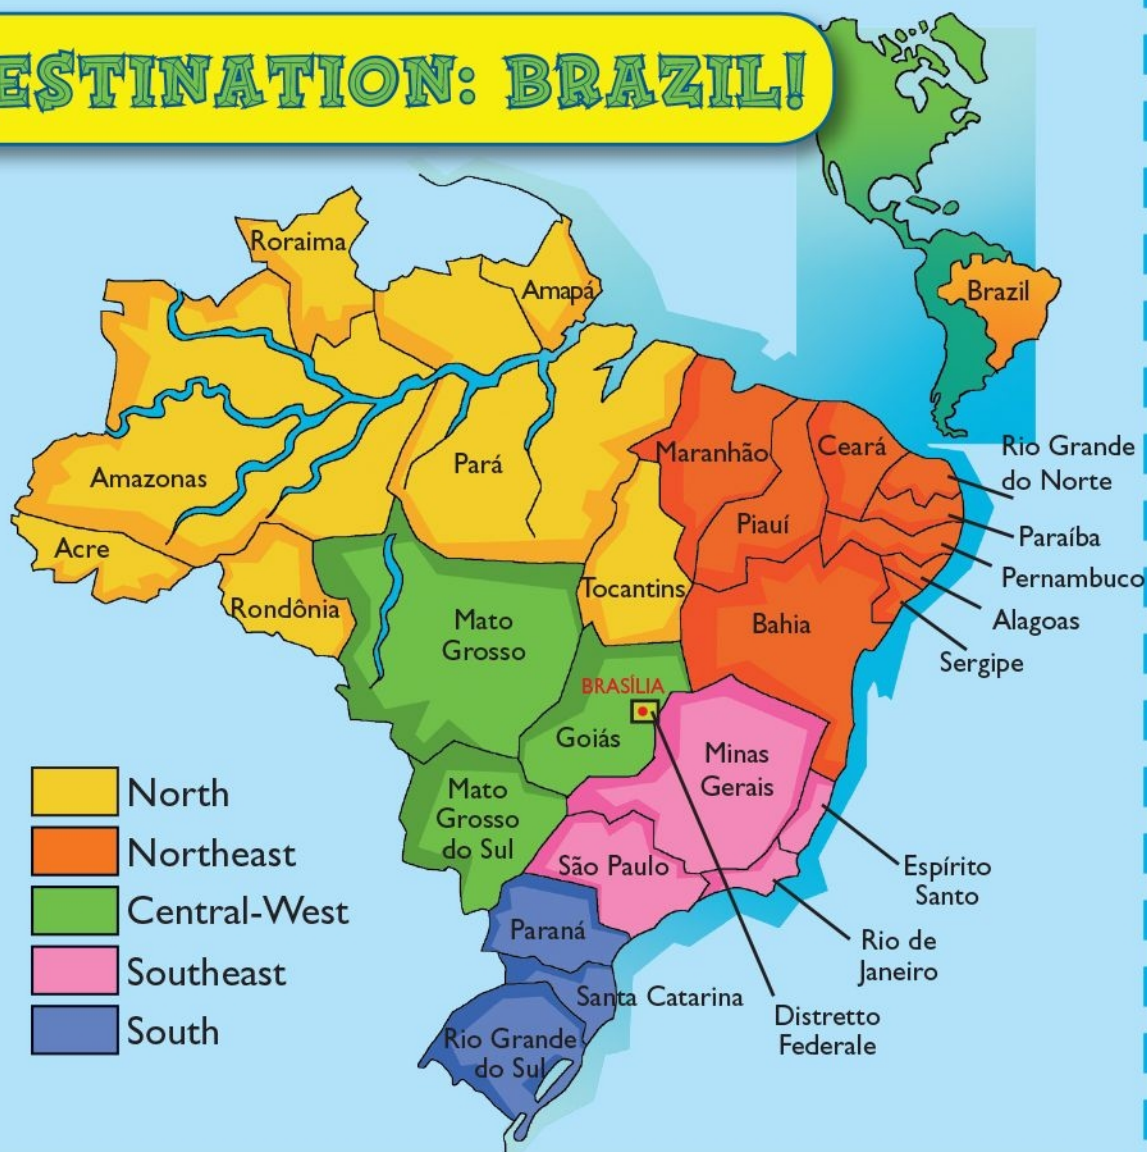 ESTINATION: BRAZIL!
Roraima
Amapá
Brazil
Amazonas
Pará
Maranhão
Ceará
Rio Grande
do Norte
Acre
Piauí
Paraíba
Rondônia
Tocantins
Pernambuco
Mato
Grosso
Bahia
Alagoas
Sergipe
BRASÍLIA
Goiás
Minas
Gerais
Mato
Grosso
do Sul
São Paulo
Espírito
Santo
Paraná
Rio de
Janeiro
Santa Catarina
Distretto
Federale
Rio Grande
do Sul
North
Northeast
Central-West
Southeast
South